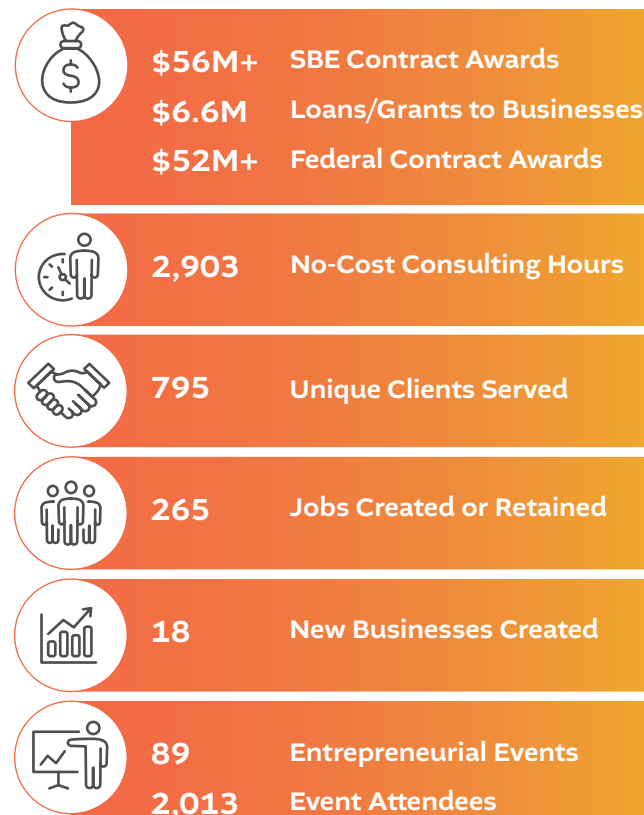 $56M+ SBE Contract Awards
$6.6M Loans/Grants to Businesses
$52M+ Federal Contract Awards
2,903 No-Cost Consulting Hours
795 Unique Clients Served
265 Jobs Created or Retained
18 New Businesses Created
89 Entrepreneurial Events
2,013 Event Attendees